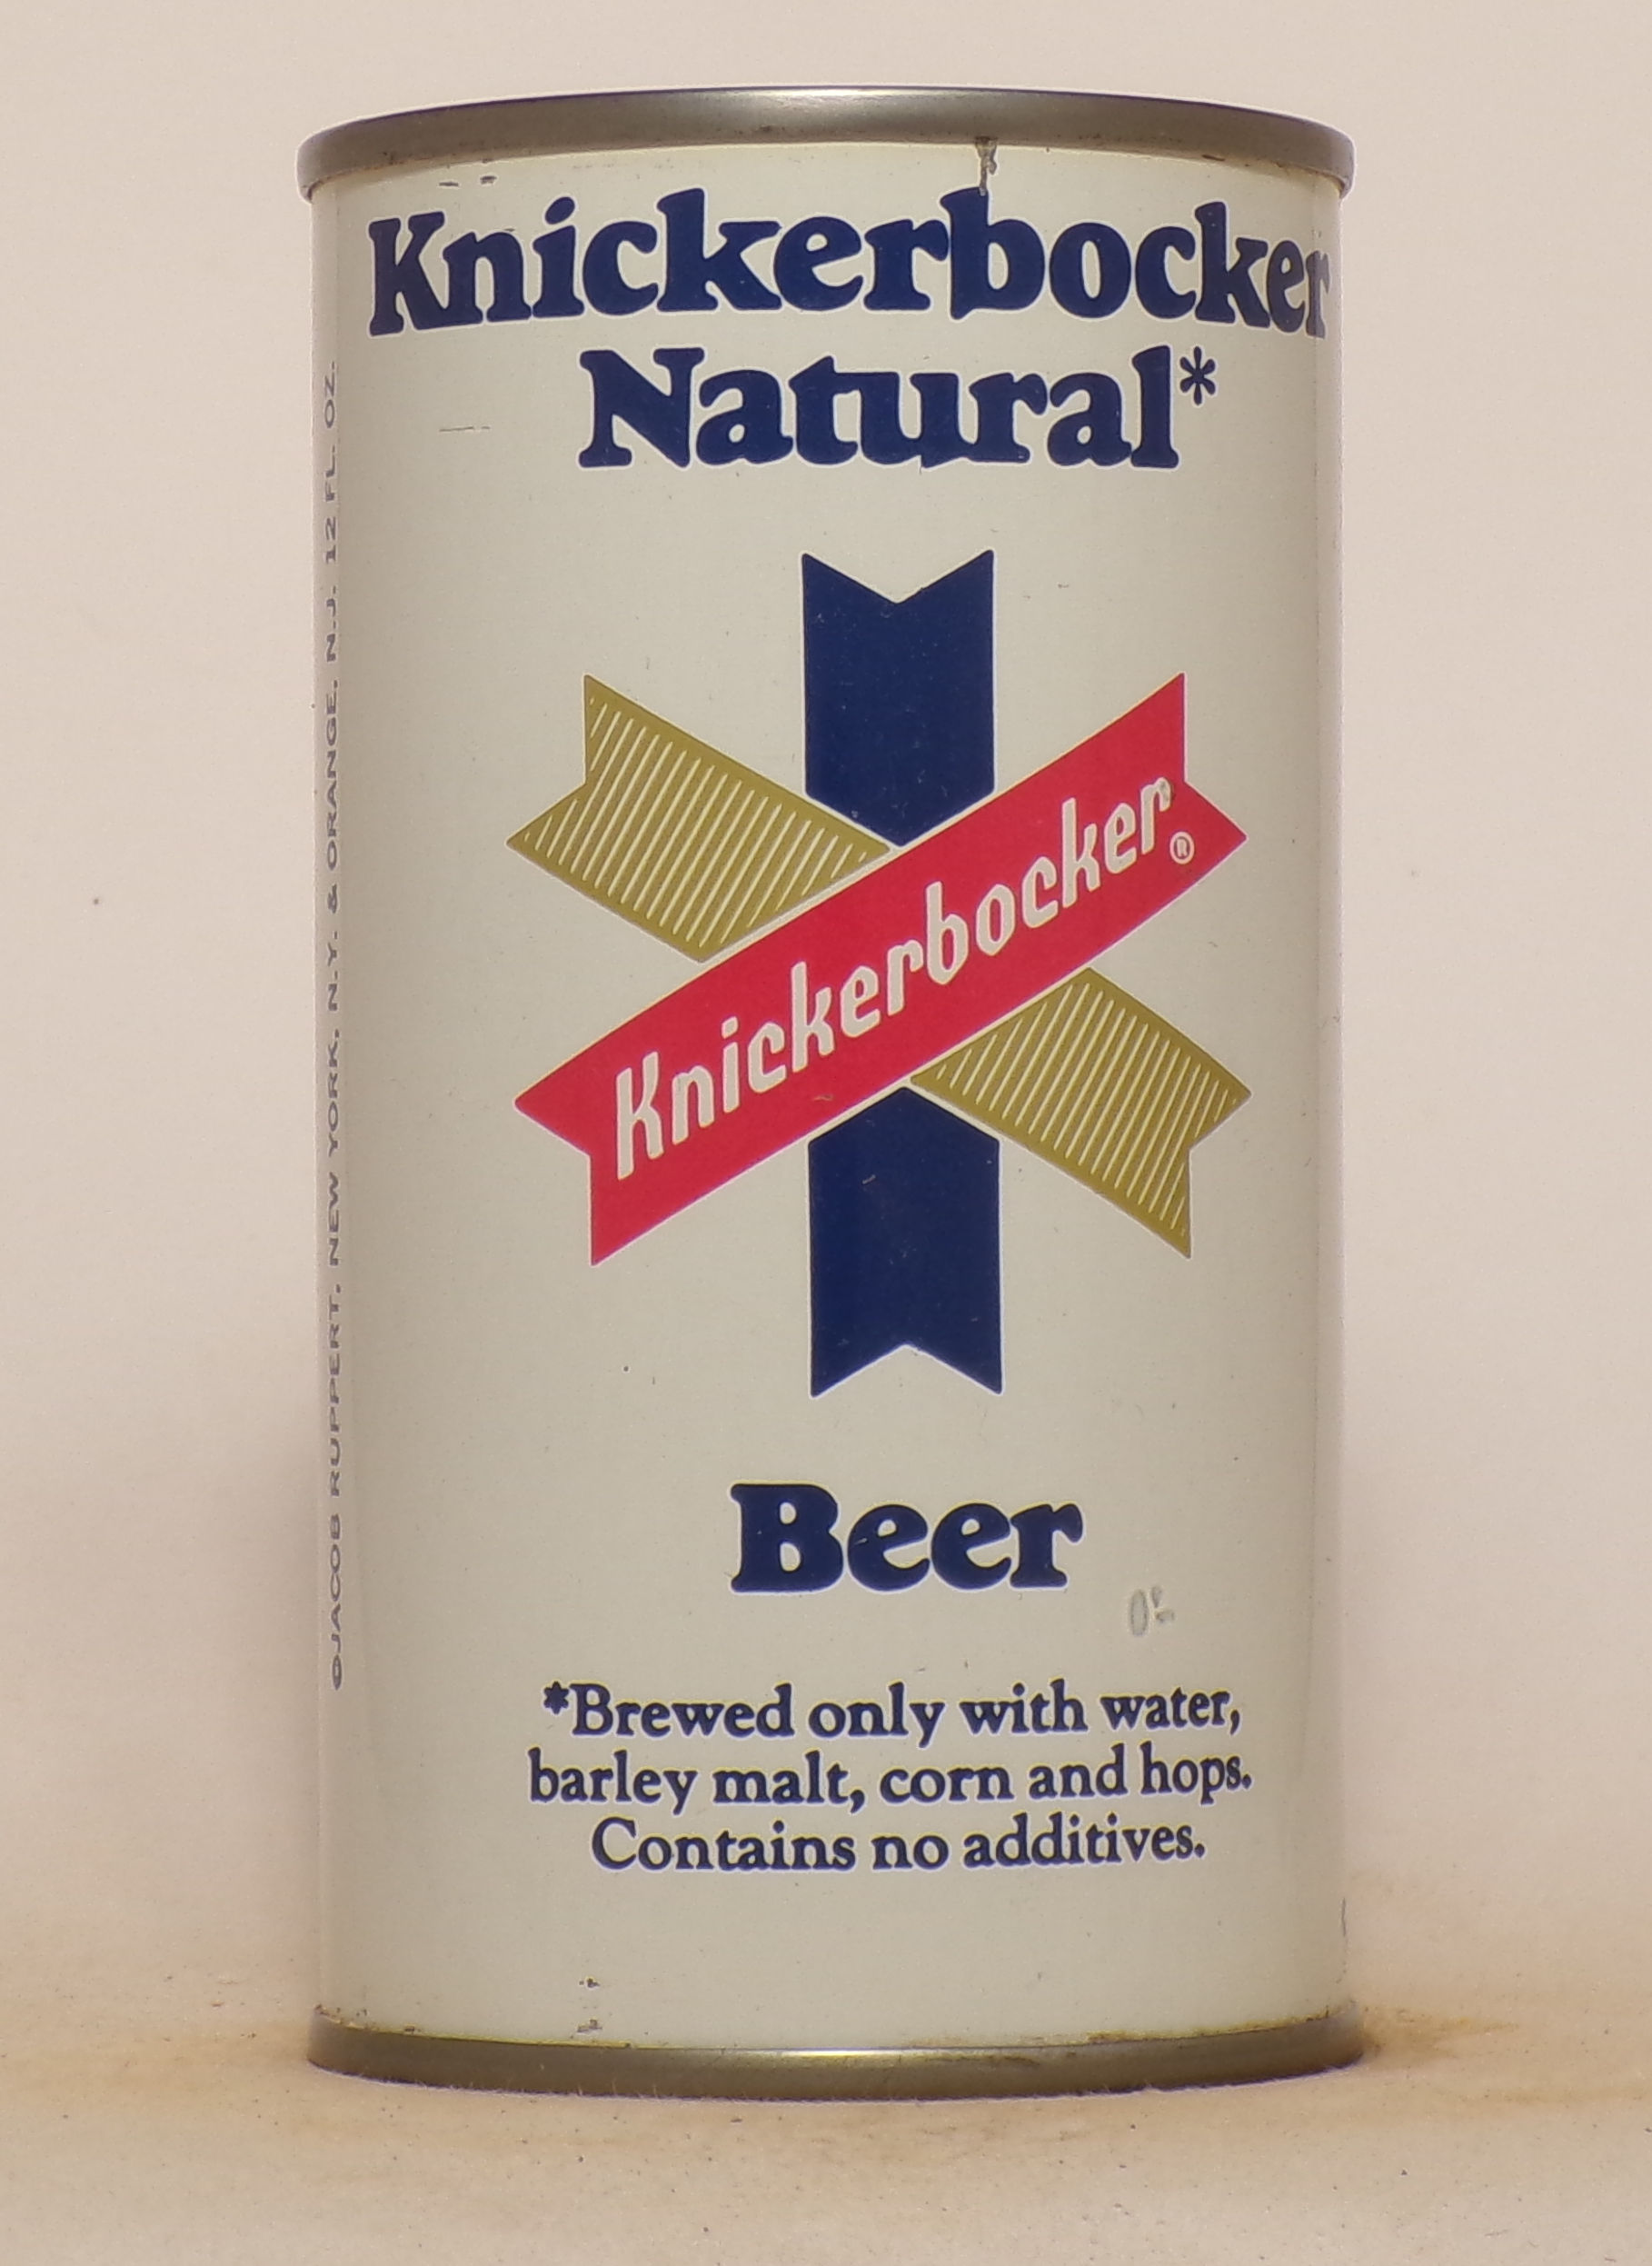 Knickerbocker
Natural*
Knickerbocker®
Beer
*Brewed only with water,
barley malt, corn and hops.
Contains no additives.
©JACOB RUPPERT, NEW YORK, N.Y. & ORANGE, N.J. 12 FL. OZ.